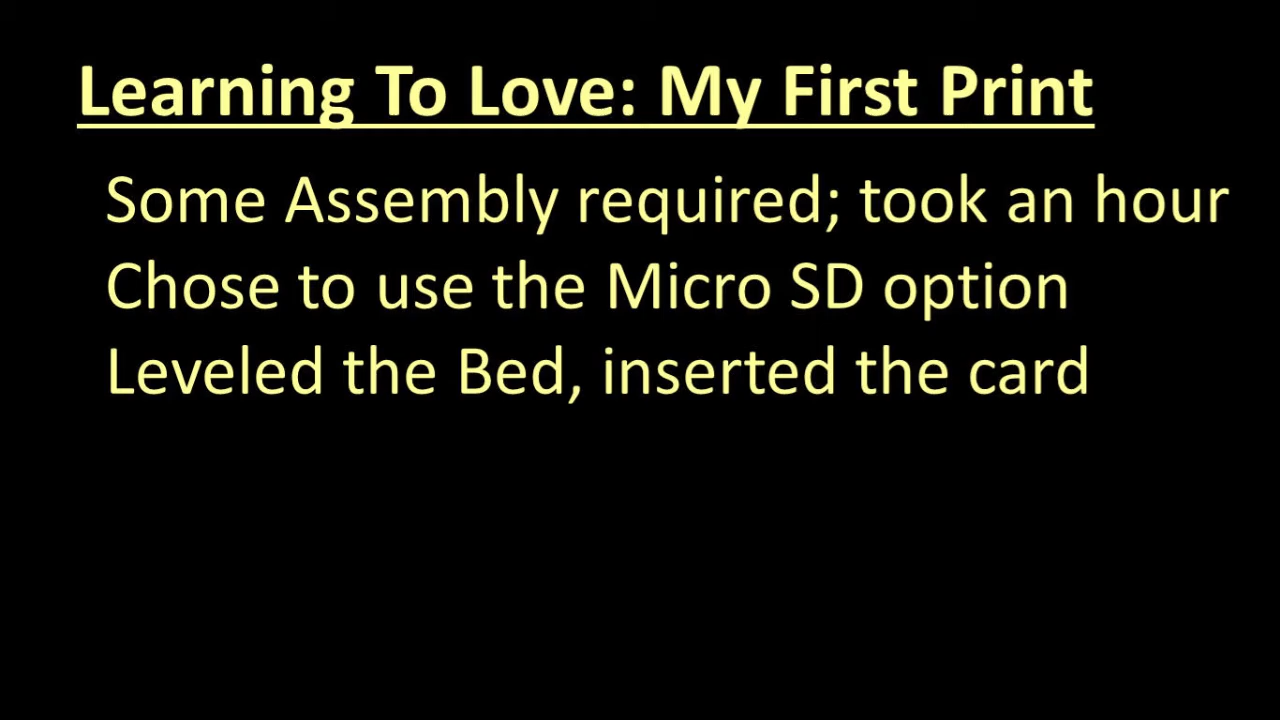 Learning To Love: My First Print
Some Assembly required; took an hour
Chose to use the Micro SD option
Leveled the Bed, inserted the card